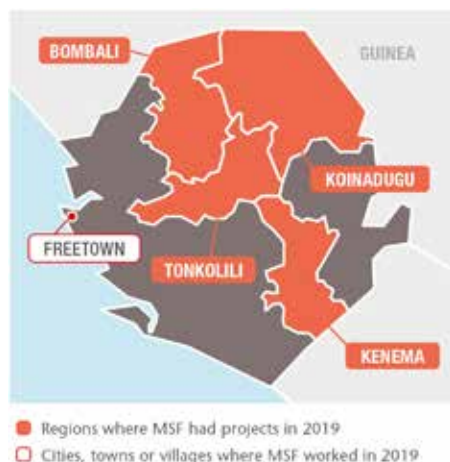 BOMBALI
GUINEA
KOINADUGU
FREETOWN
TONKOLILI
KENEMA
Regions where MSF had projects in 2019
Cities, towns or villages where MSF worked in 2019